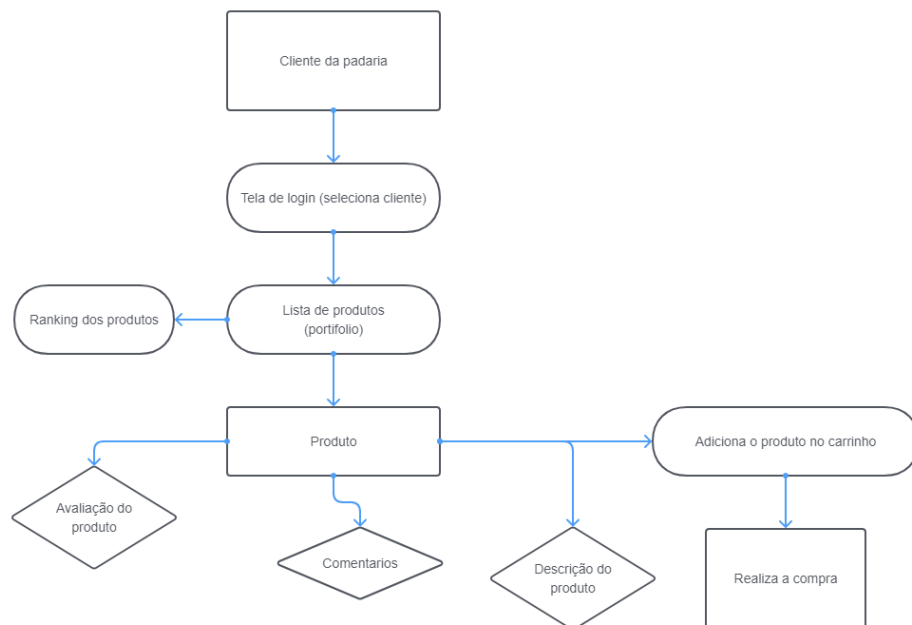 Cliente da padaria
Tela de login (seleciona cliente)
Ranking dos produtos
Lista de produtos
(portifolio)
Produto
Adiciona o produto no carrinho
Avaliação do
produto
Comentarios
Descrição do
produto
Realiza a compra